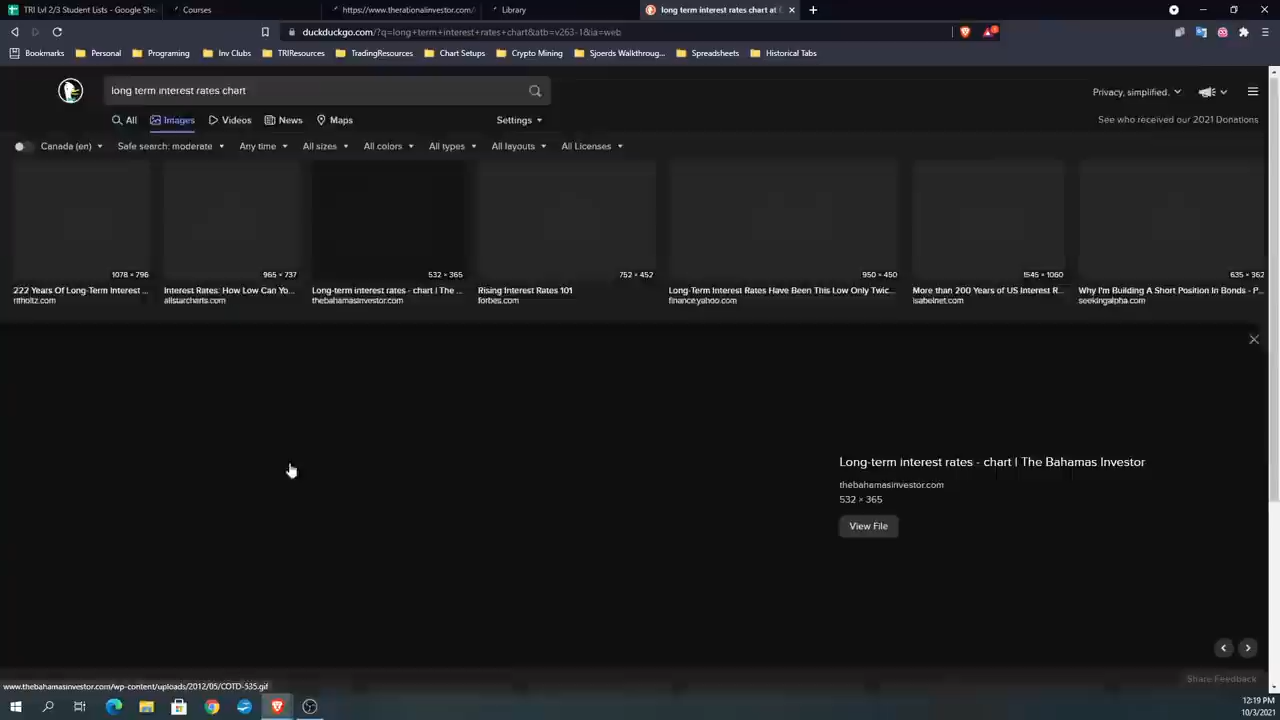 TRI Lvl 2/3 Student Lists - Google She
Courses
https://www.therationalinvestor.com/
Library
long term interest rates chart at D
duckduckgo.com/?q=long+term+interest+rates+chart&atb=v263-1&ia=web
Bookmarks
Personal
Programing
Inv Clubs
TRIResources
TradingResources
Chart Setups
Crypto Mining
Sjoerds Walkthroug...
Spreadsheets
Historical Tabs
long term interest rates chart
Privacy, simplified.
All
Images
Videos
News
Maps
Settings
See who received our 2021 Donations
Canada (en)
Safe search: moderate
Any time
All sizes
All colors
All types
All layouts
All Licenses
1078 × 796
965 × 737
532 × 365
752 × 452
950 × 450
1545 × 1060
635 × 362
222 Years Of Long-Term Interest ...
Interest Rates: How Low Can Yo...
Long-term interest rates - chart | The ...
Rising Interest Rates 101
Long-Term Interest Rates Have Been This Low Only Twic...
More than 200 Years of US Interest R...
Why I'm Building A Short Position In Bonds - P...
ritholtz.com
allstarcharts.com
thebahamasinvestor.com
forbes.com
finance.yahoo.com
isabelnet.com
seekingalpha.com
Long-term interest rates - chart | The Bahamas Investor
thebahamasinvestor.com
532 × 365
View File
Share Feedback
www.thebahamasinvestor.com/wp-content/uploads/2012/05/COTD-535.gif
12:19 PM
10/3/2021